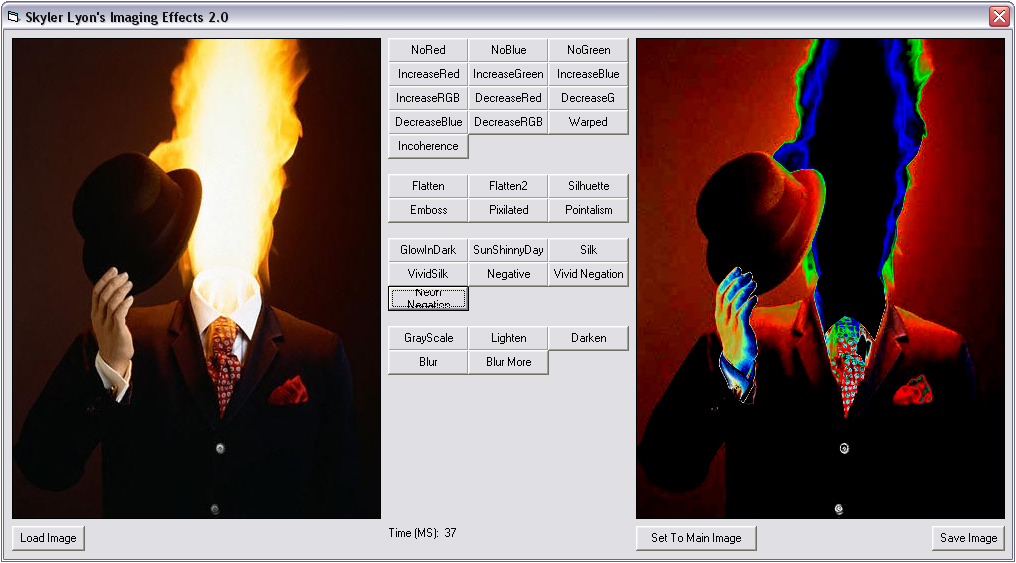 Skyler Lyon's Imaging Effects 2.0
NoRed NoBlue NoGreen
IncreaseRed IncreaseGreen IncreaseBlue
IncreaseRGB DecreaseRed DecreaseG
DecreaseBlue DecreaseRGB Warped
Incoherence
Flatten Flatten2 Silhuette
Emboss Pixilated Pointalism
GlowInDark SunShinnyDay Silk
VividSilk Negative Vivid Negation
Neon
Negation
GrayScale Lighten Darken
Blur Blur More
Time (MS): 37
Load Image Set To Main Image Save Image